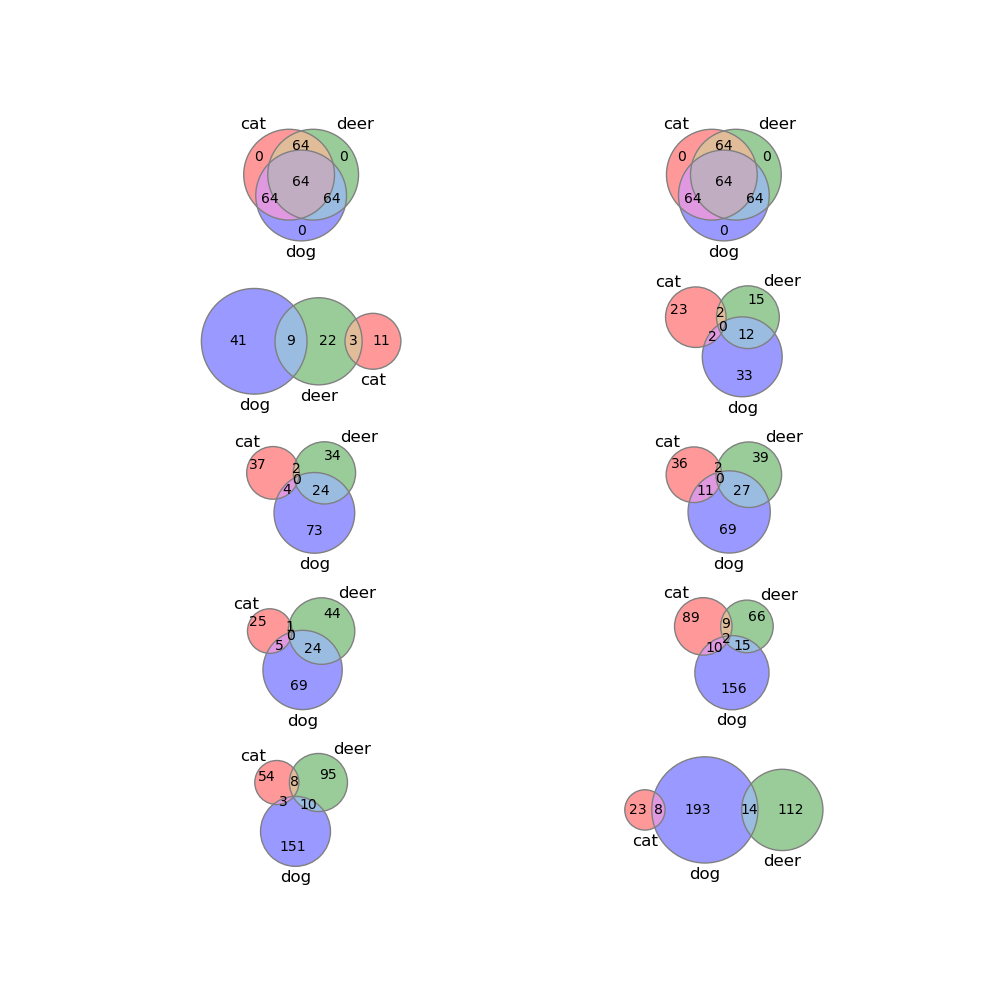 cat deer
64
0 0
64
64 64
0
dog
cat deer
64
0 0
64
64 64
0
dog
41 9 22 3 11
cat
deer
dog
cat deer
23 15
2
0
2 12
33
dog
cat deer
37 34
2
0
4 24
73
dog
cat deer
36 39
2
0
11 27
69
dog
cat deer
25 44
1
0
5 24
69
dog
cat deer
89 66
9
2
10 15
156
dog
cat deer
54 8 95
3 10
151
dog
23 8 193 14 112
cat
deer
dog